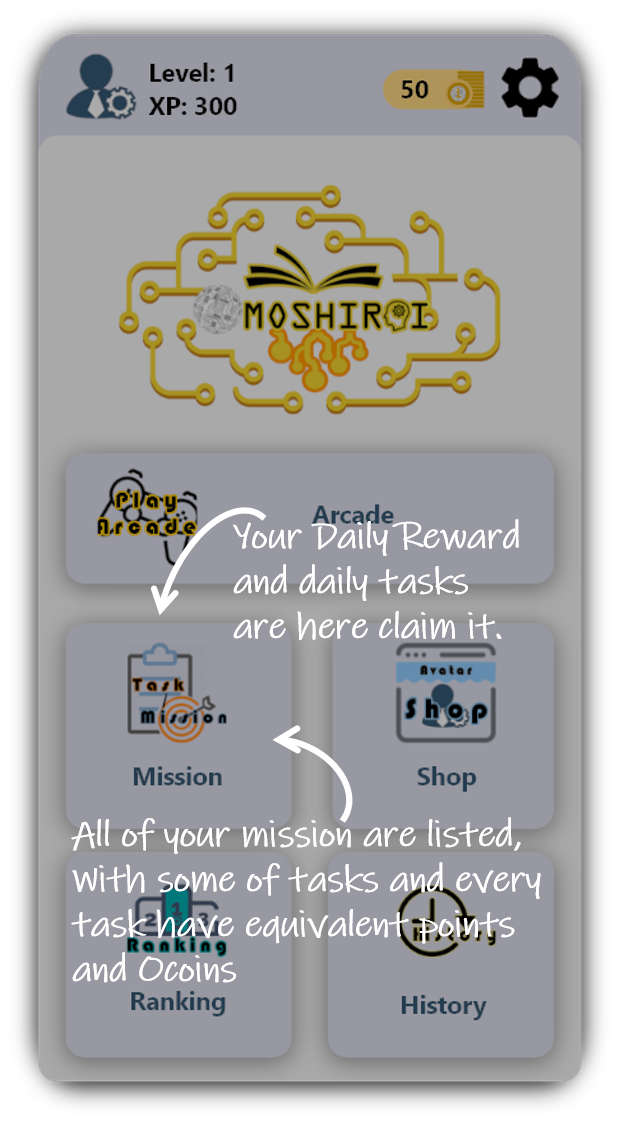 Level: 1
XP: 300
50
MOSHIROI
Play
Arcade
Arcade
Your Daily Reward
and daily tasks
are here claim it.
Task
Mission
Mission
Avatar
Shop
Shop
All of your mission are listed,
With some of tasks and every
task have equivalent points
and Ocoins
2 1 3
Ranking
Ranking
History
History